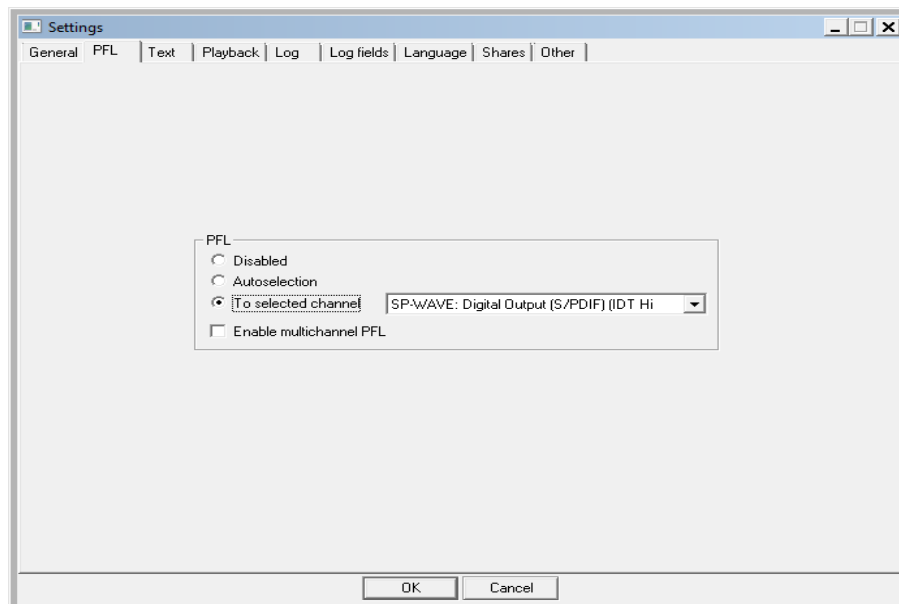 Settings
General PFL Text Playback Log Log fields Language Shares Other
PFL
Disabled
Autoselection
To selected channel SP-WAVE: Digital Output (S/PDIF) (IDT Hi
Enable multichannel PFL
OK Cancel